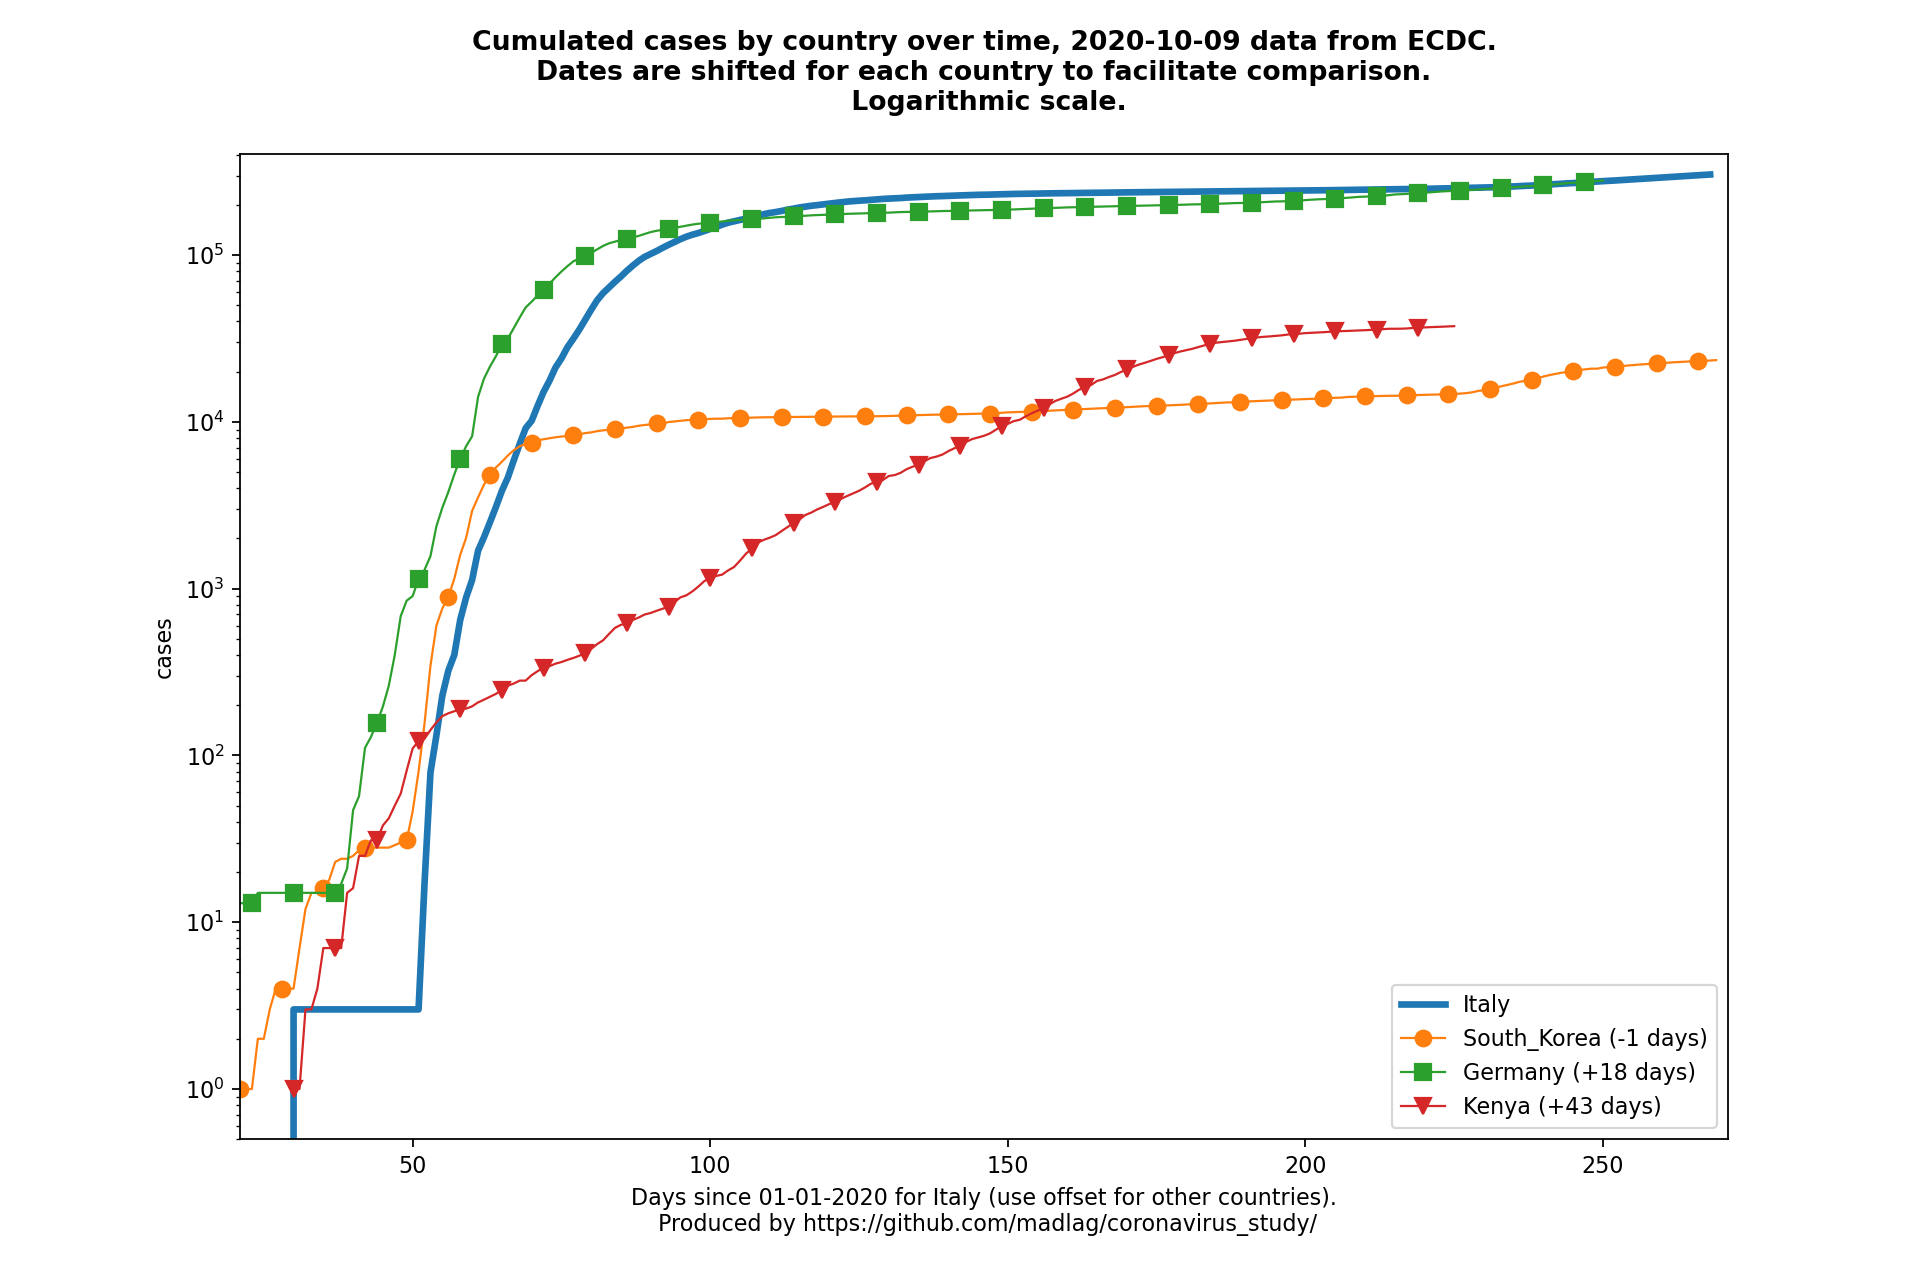 Cumulated cases by country over time, 2020-10-09 data from ECDC.
Dates are shifted for each country to facilitate comparison.
Logarithmic scale.
10^5
10^4
10^3
10^2
10^1
10^0
cases
Italy
South_Korea (-1 days)
Germany (+18 days)
Kenya (+43 days)
50 100 150 200 250
Days since 01-01-2020 for Italy (use offset for other countries).
Produced by https://github.com/madlag/coronavirus_study/